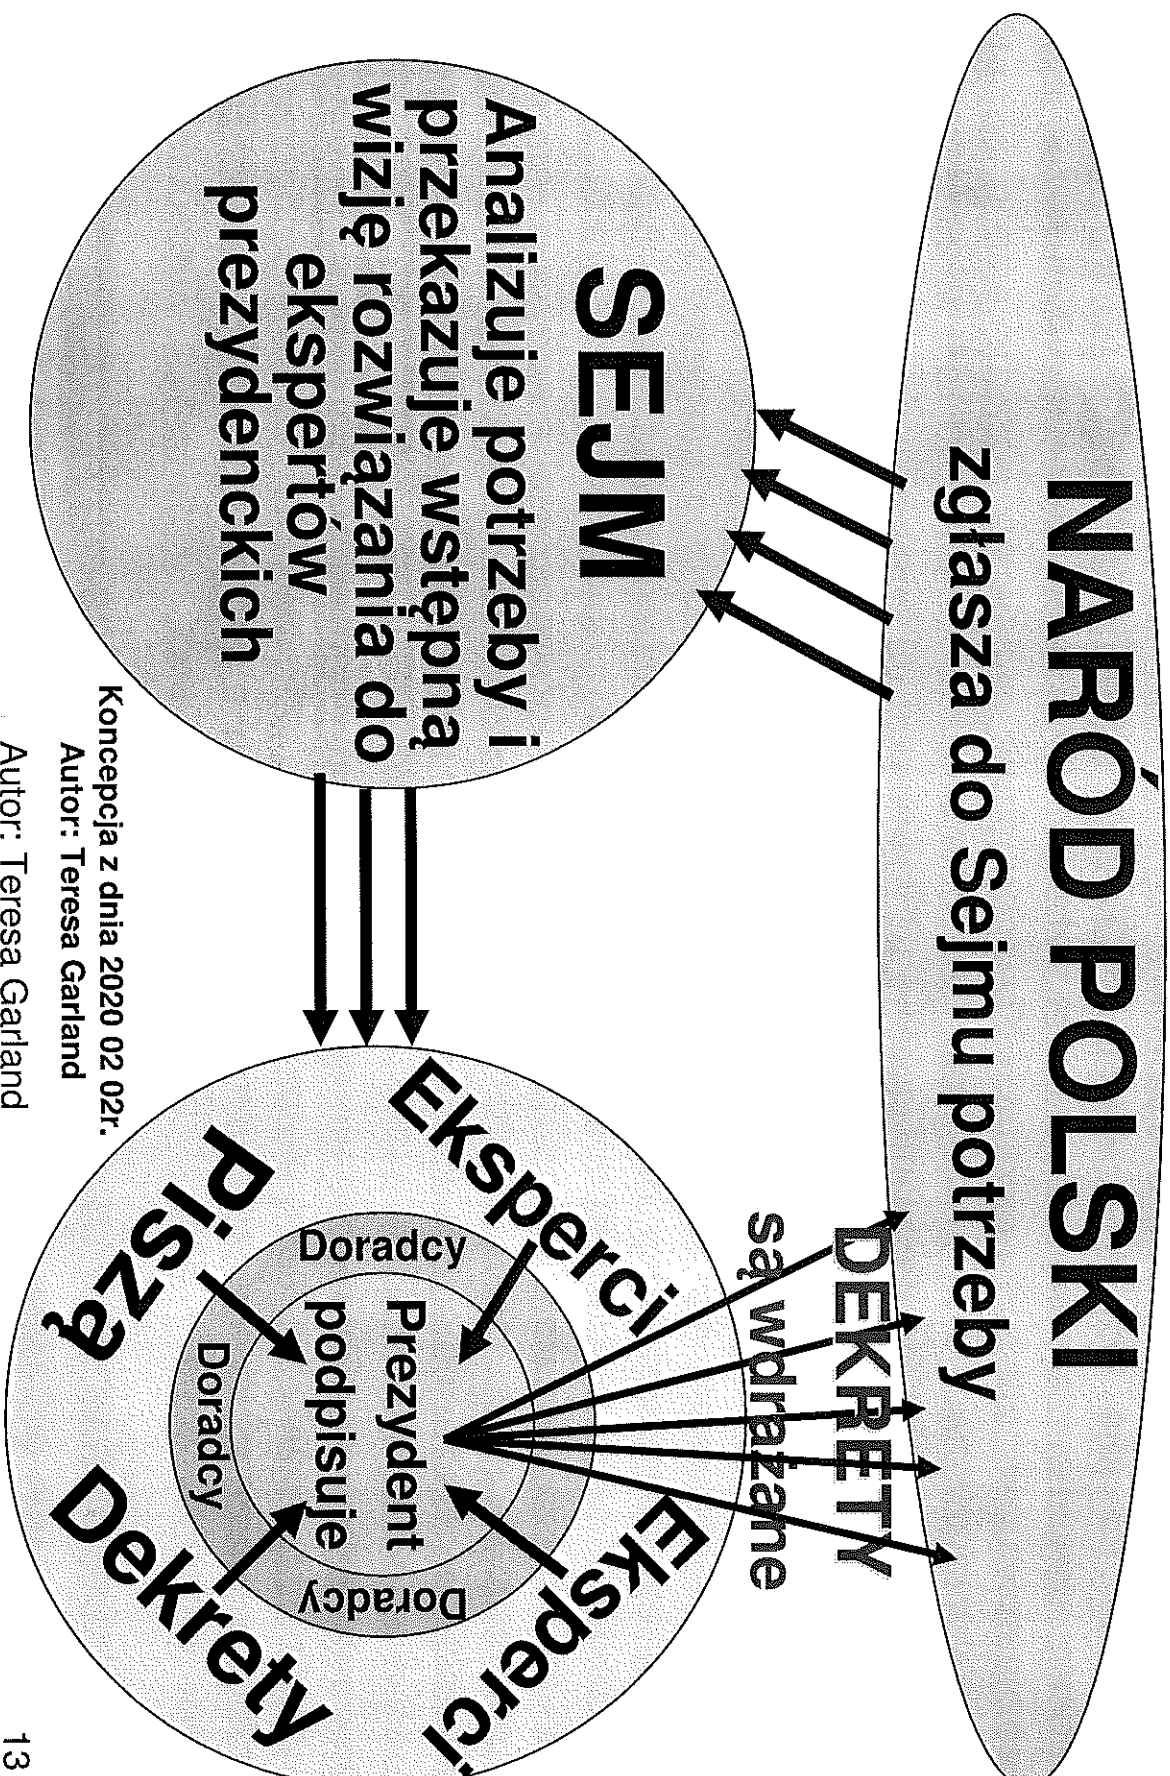 NARÓD POLSKI
zgłasza do Sejmu potrzeby
DEKRETY
są wdrażane
SEJM
Analizuje potrzeby i
przekazuje wstępną
wizję rozwiązania do
ekspertów
prezydenckich
Eksperci
Eksperci
Piszą
Dekrety
Doradcy
Doradcy
Doradcy
Prezydent
podpisuje
Koncepcja z dnia 2020 02 02r.
Autor: Teresa Garland
Autor: Teresa Garland
13